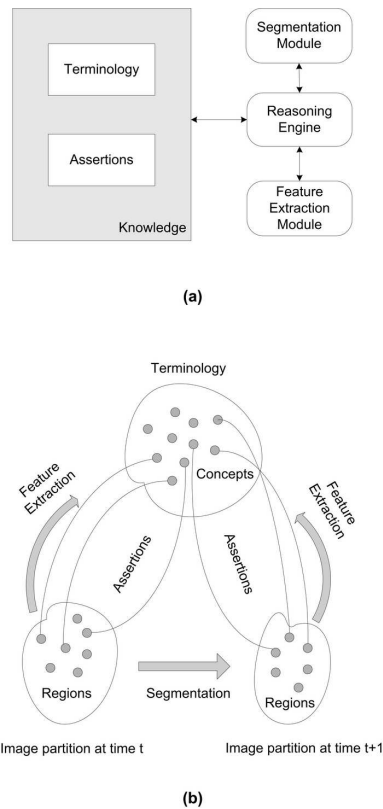 Segmentation
Module
Terminology
Reasoning
Engine
Assertions
Feature
Extraction
Module
Knowledge
(a)
Terminology
Concepts
Feature
Extraction
Feature
Extraction
Assertions
Assertions
Regions
Segmentation
Regions
Image partition at time t
Image partition at time t+1
(b)